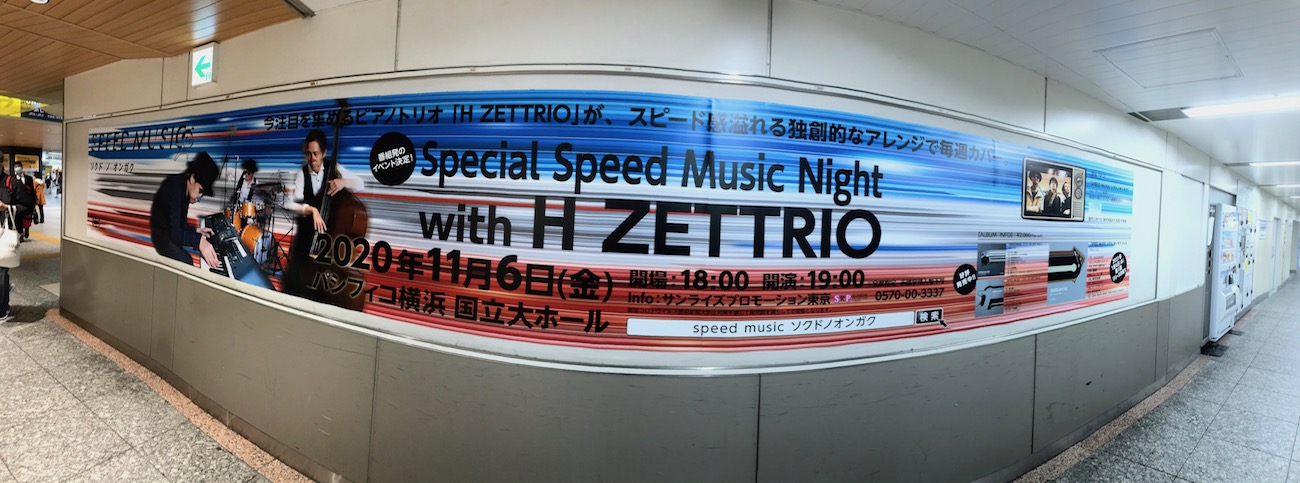 今注目を集めるピアノトリオ「H ZETTRIO」が、スピード感溢れる独創的なアレンジで毎週カバー
SPEED MUSIC
ソクドノオンガク
番組発の
イベント決定!
Special Speed Music Night
with H ZETTRIO
2020年11月6日(金)
開場:18:00 開演:19:00
パシフィコ横浜 国立大ホール
Info:サンライズプロモーション東京
0570-00-3337
speed music ソクドノオンガク
検索
[ALBUM INFO]